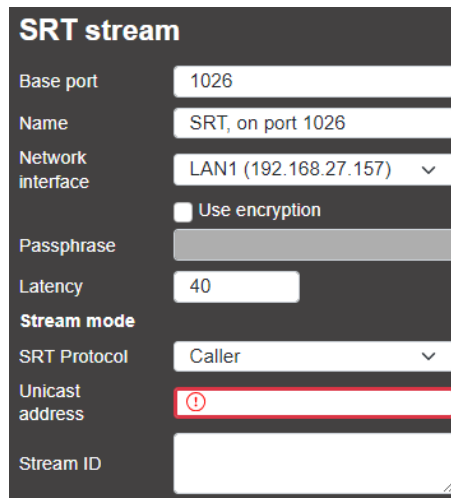 SRT stream
Base port 1026
Name SRT, on port 1026
Network
interface LAN1 (192.168.27.157)
Use encryption
Passphrase
Latency 40
Stream mode
SRT Protocol Caller
Unicast
address
Stream ID